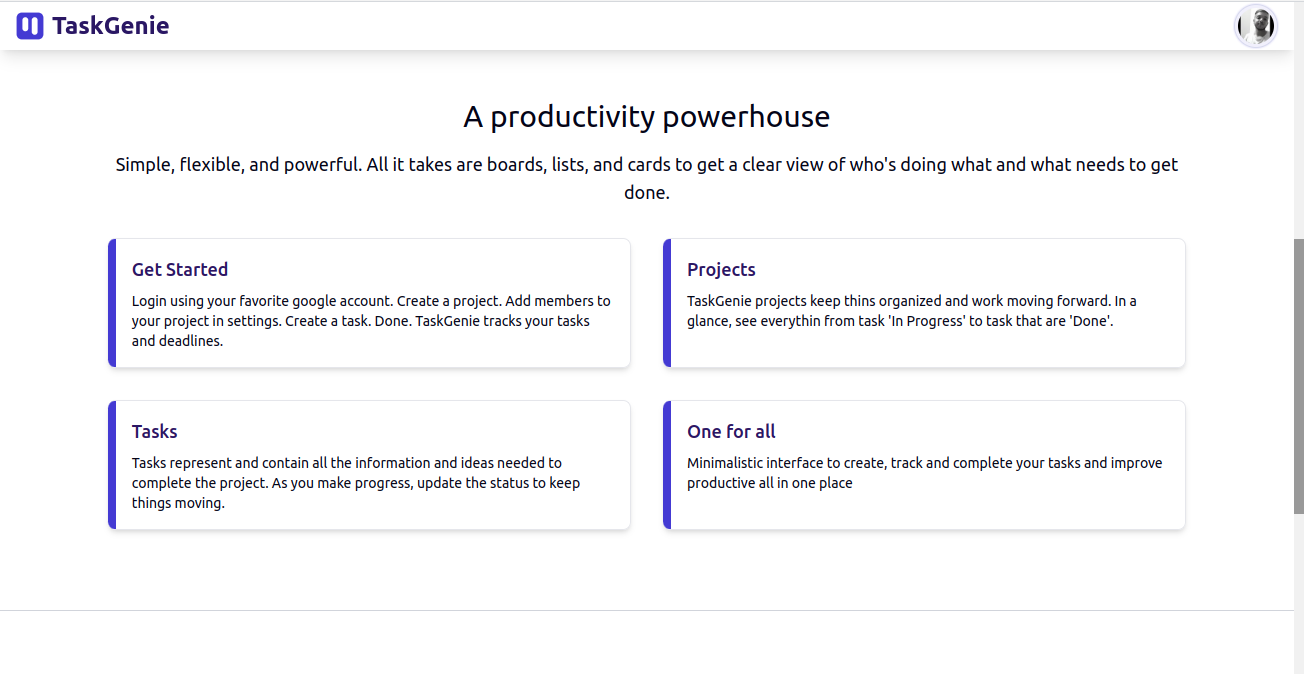 TaskGenie
A productivity powerhouse
Simple, flexible, and powerful. All it takes are boards, lists, and cards to get a clear view of who's doing what and what needs to get
done.
Get Started
Login using your favorite google account. Create a project. Add members to
your project in settings. Create a task. Done. TaskGenie tracks your tasks
and deadlines.
Projects
TaskGenie projects keep thins organized and work moving forward. In a
glance, see everythin from task 'In Progress' to task that are 'Done'.
Tasks
Tasks represent and contain all the information and ideas needed to
complete the project. As you make progress, update the status to keep
things moving.
One for all
Minimalistic interface to create, track and complete your tasks and improve
productive all in one place